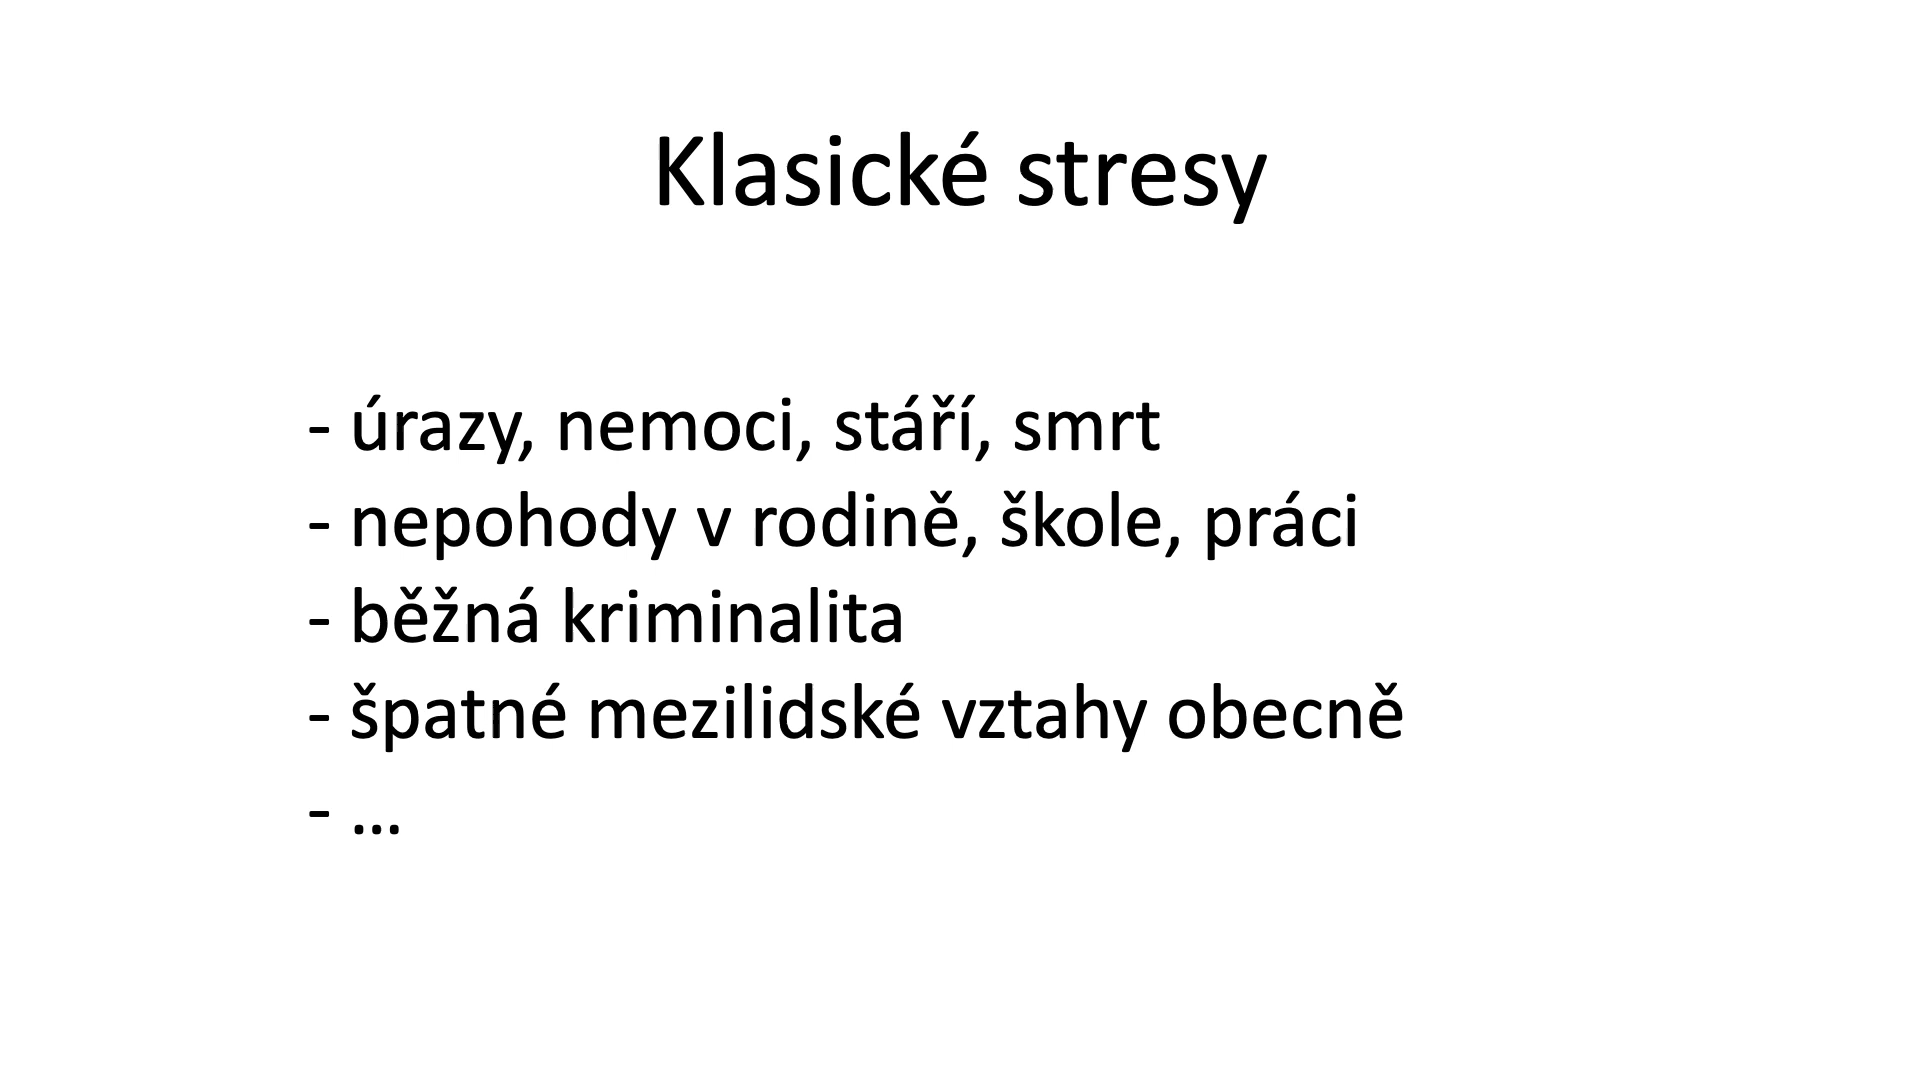 Klasické stresy
- úrazy, nemoci, stáří, smrt
- nepohody v rodině, škole, práci
- běžná kriminalita
- špatné mezilidské vztahy obecně
- …